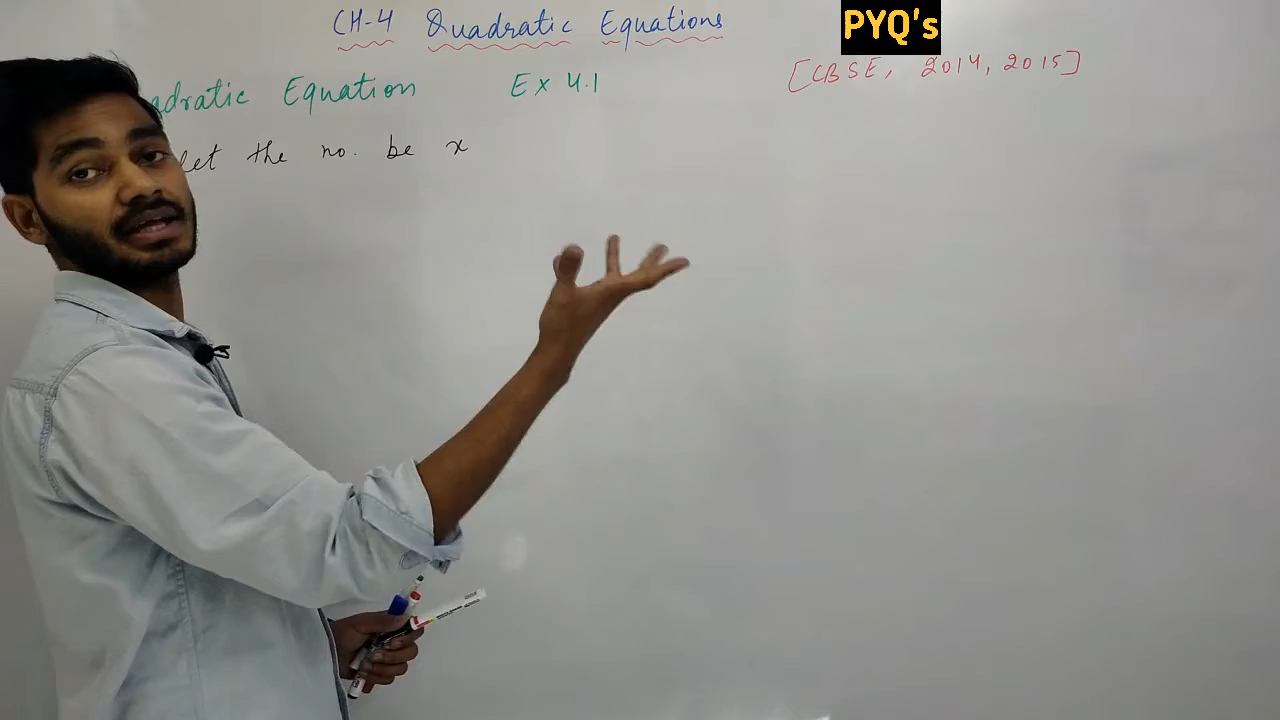 CH-4 Quadratic Equations
PYQ's
[CBSE, 2014, 2015]
adratic Equation Ex 4.1
let the no. be x